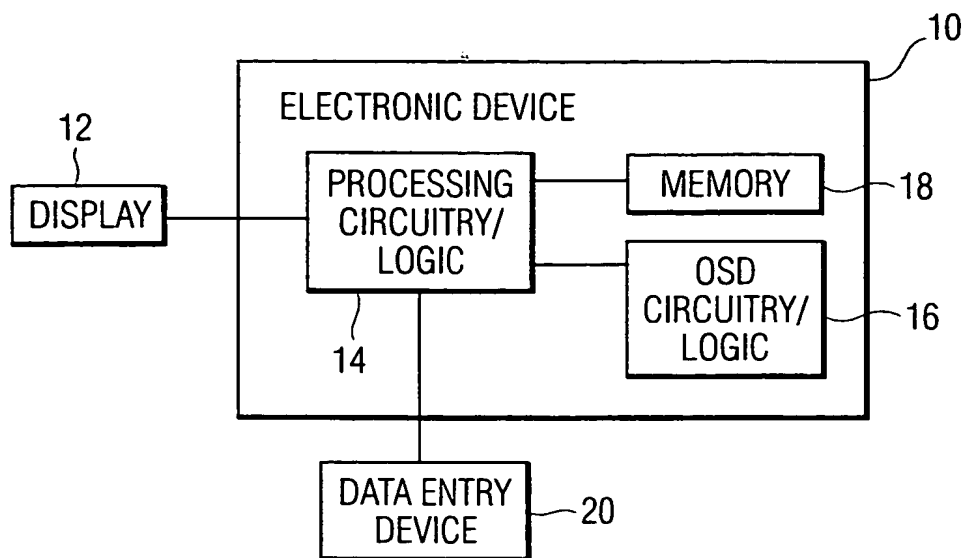 10
ELECTRONIC DEVICE
12
DISPLAY
PROCESSING
CIRCUITRY/
LOGIC
14
MEMORY
18
OSD
CIRCUITRY/
LOGIC
16
DATA ENTRY
DEVICE
20